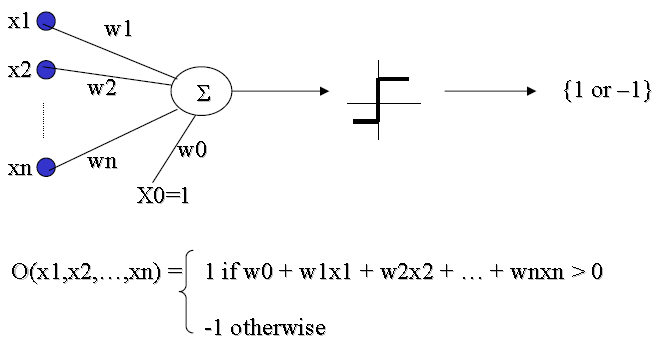 x1
w1
x2
w2
Σ
{1 or –1}
xn
wn
w0
X0=1
O(x1,x2,…,xn) = 1 if w0 + w1x1 + w2x2 + … + wnxn > 0
-1 otherwise